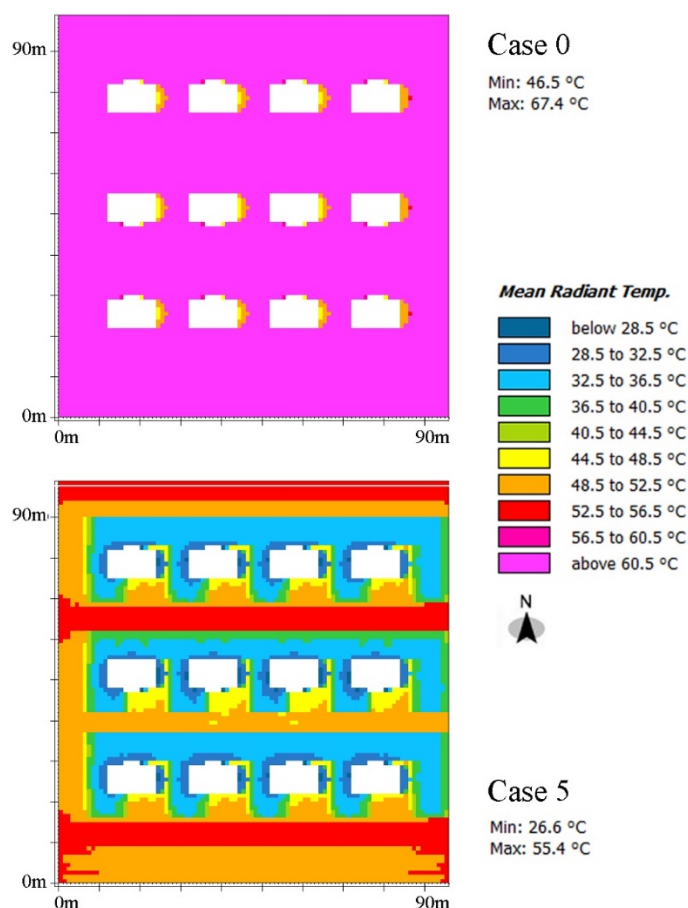 90m
0m
0m
90m
Case 0
Min: 46.5 °C
Max: 67.4 °C
Mean Radiant Temp.
below 28.5 °C
28.5 to 32.5 °C
32.5 to 36.5 °C
36.5 to 40.5 °C
40.5 to 44.5 °C
44.5 to 48.5 °C
48.5 to 52.5 °C
52.5 to 56.5 °C
56.5 to 60.5 °C
above 60.5 °C
N
90m
0m
0m
90m
Case 5
Min: 26.6 °C
Max: 55.4 °C